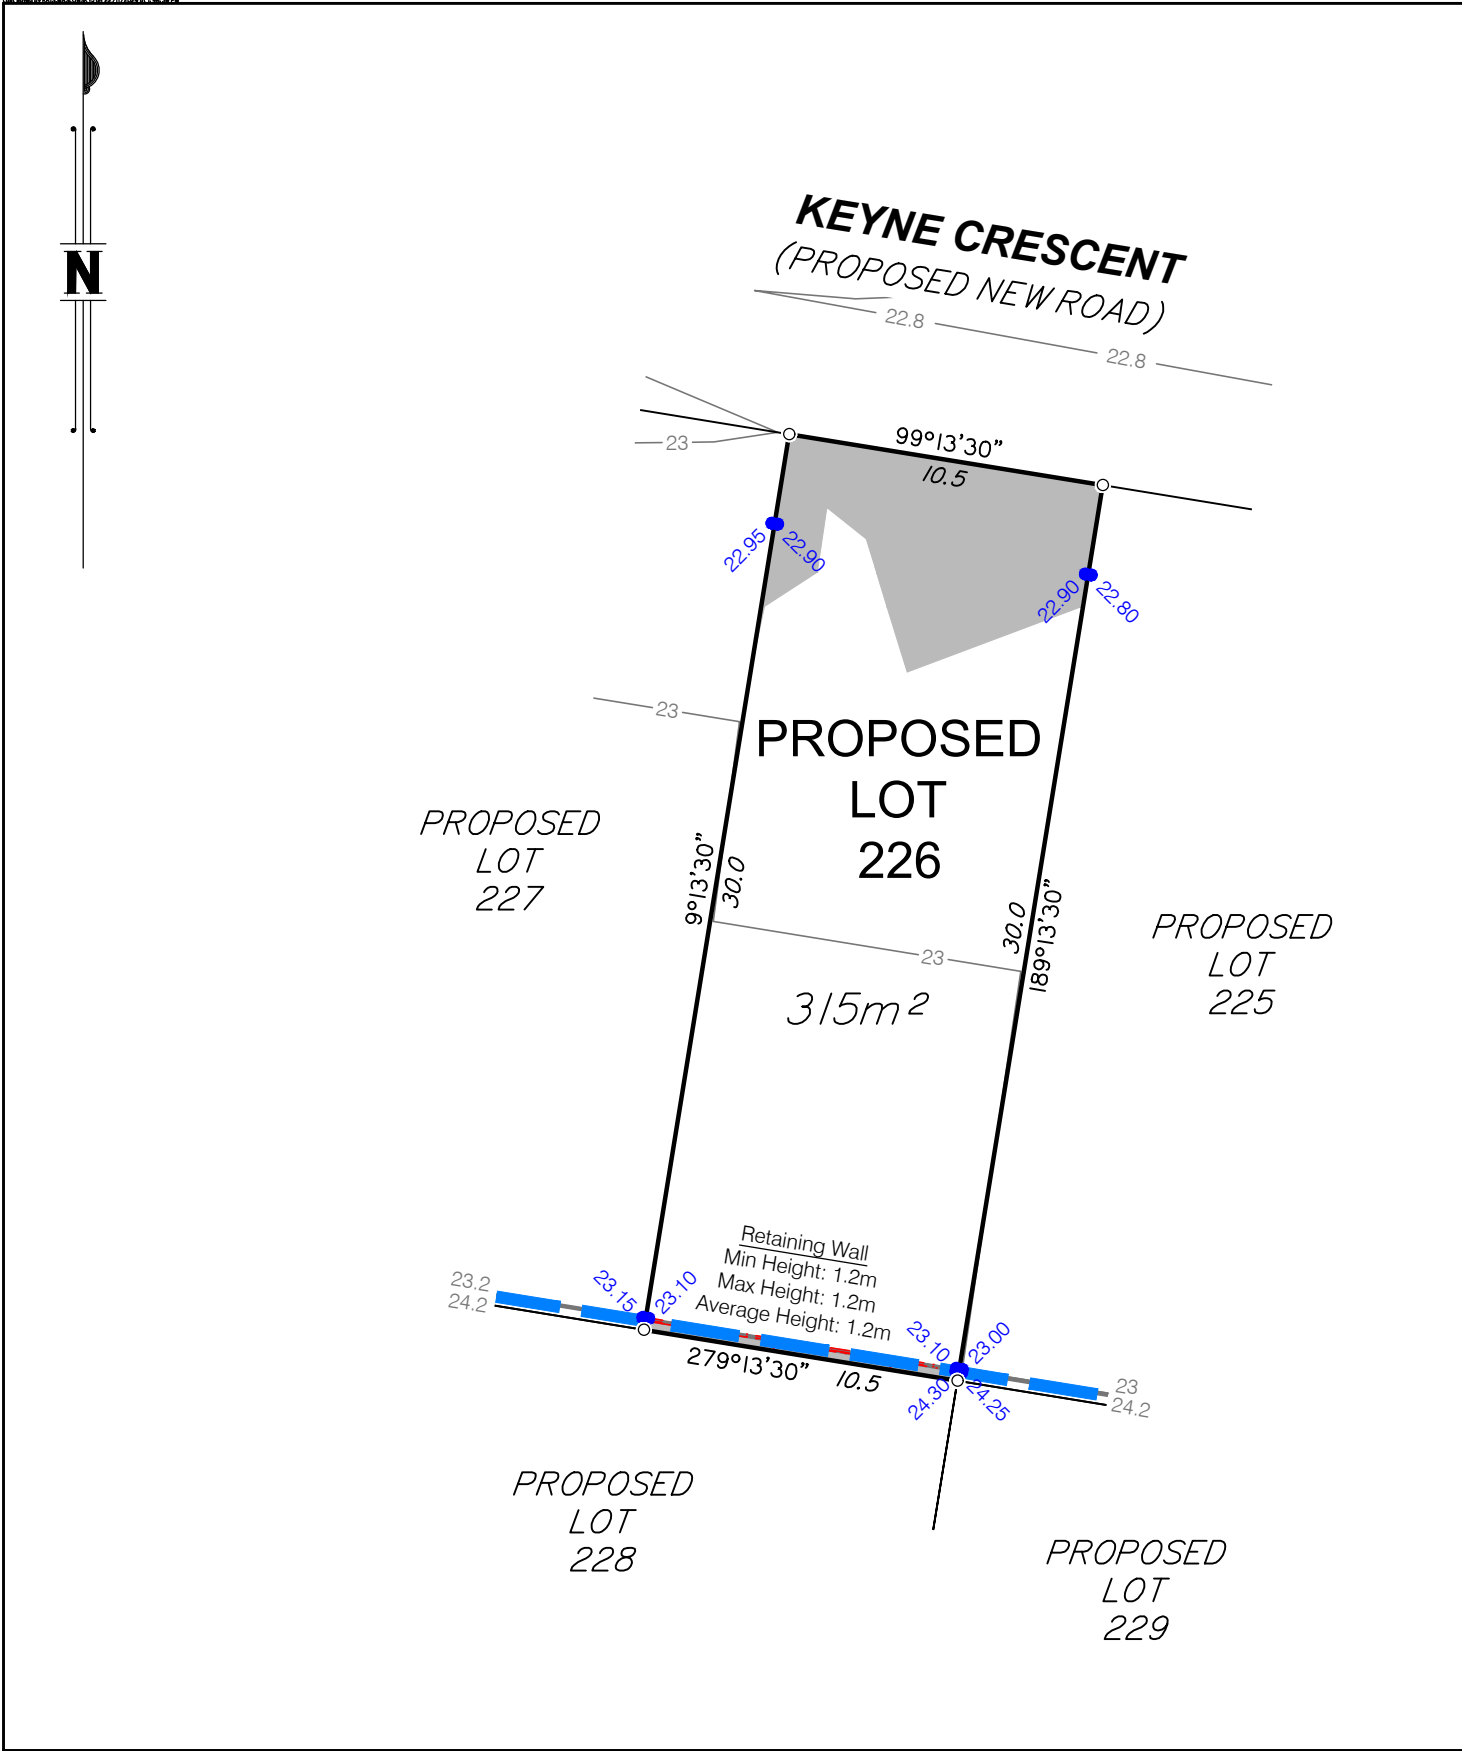 N
KEYNE CRESCENT
(PROPOSED NEW ROAD)
22.8
22.8
23
99°13'30"
10.5
22.95
22.90
22.90
22.80
23
PROPOSED
LOT
226
PROPOSED
LOT
227
9°13'30"
30.0
30.0
189°13'30"
PROPOSED
LOT
225
23
315m²
Retaining Wall
Min Height: 1.2m
Max Height: 1.2m
Average Height: 1.2m
23.2
24.2
23.15
23.10
23.10
23.00
279°13'30"
10.5
24.30
24.25
23
24.2
PROPOSED
LOT
228
PROPOSED
LOT
229